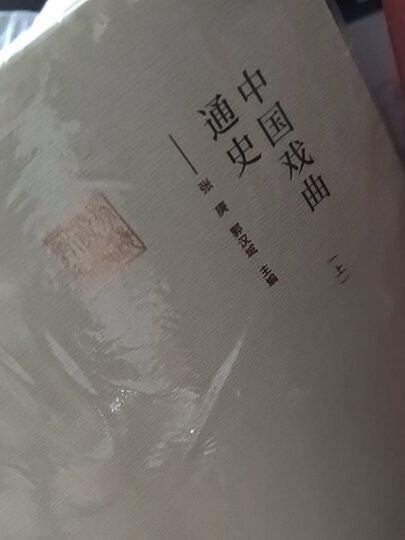 中国戏曲
通史
（上）
张庚 郭汉城 主编